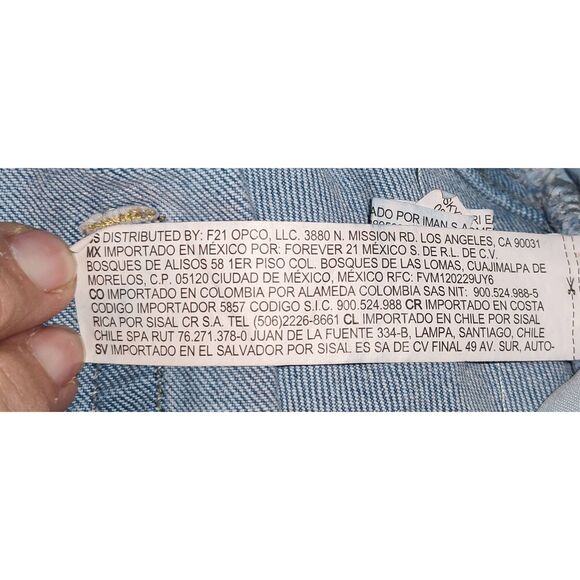 ADO POR IMAN S.A
US DISTRIBUTED BY: F21 OPCO, LLC. 3880 N. MISSION RD. LOS ANGELES, CA 90031
MX IMPORTADO EN MÉXICO POR: FOREVER 21 MÉXICO S. DE R.L. DE C.V.
BOSQUES DE ALISOS 58 1ER PISO COL. BOSQUES DE LAS LOMAS, CUAJIMALPA DE
MORELOS, C.P. 05120 CIUDAD DE MÉXICO, MÉXICO RFC: FVM120229UY6
CO IMPORTADO EN COLOMBIA POR ALAMEDA COLOMBIA SAS NIT: 900.524.988-5
CODIGO IMPORTADOR 5857 CODIGO S.I.C. 900.524.988 CR IMPORTADO EN COSTA
RICA POR SISAL CR S.A. TEL (506)2226-8661 CL IMPORTADO EN CHILE POR SISAL
CHILE SPA RUT 76.271.378-0 JUAN DE LA FUENTE 334-B, LAMPA, SANTIAGO, CHILE
SV IMPORTADO EN EL SALVADOR POR SISAL ES SA DE CV FINAL 49 AV. SUR, AUTO-